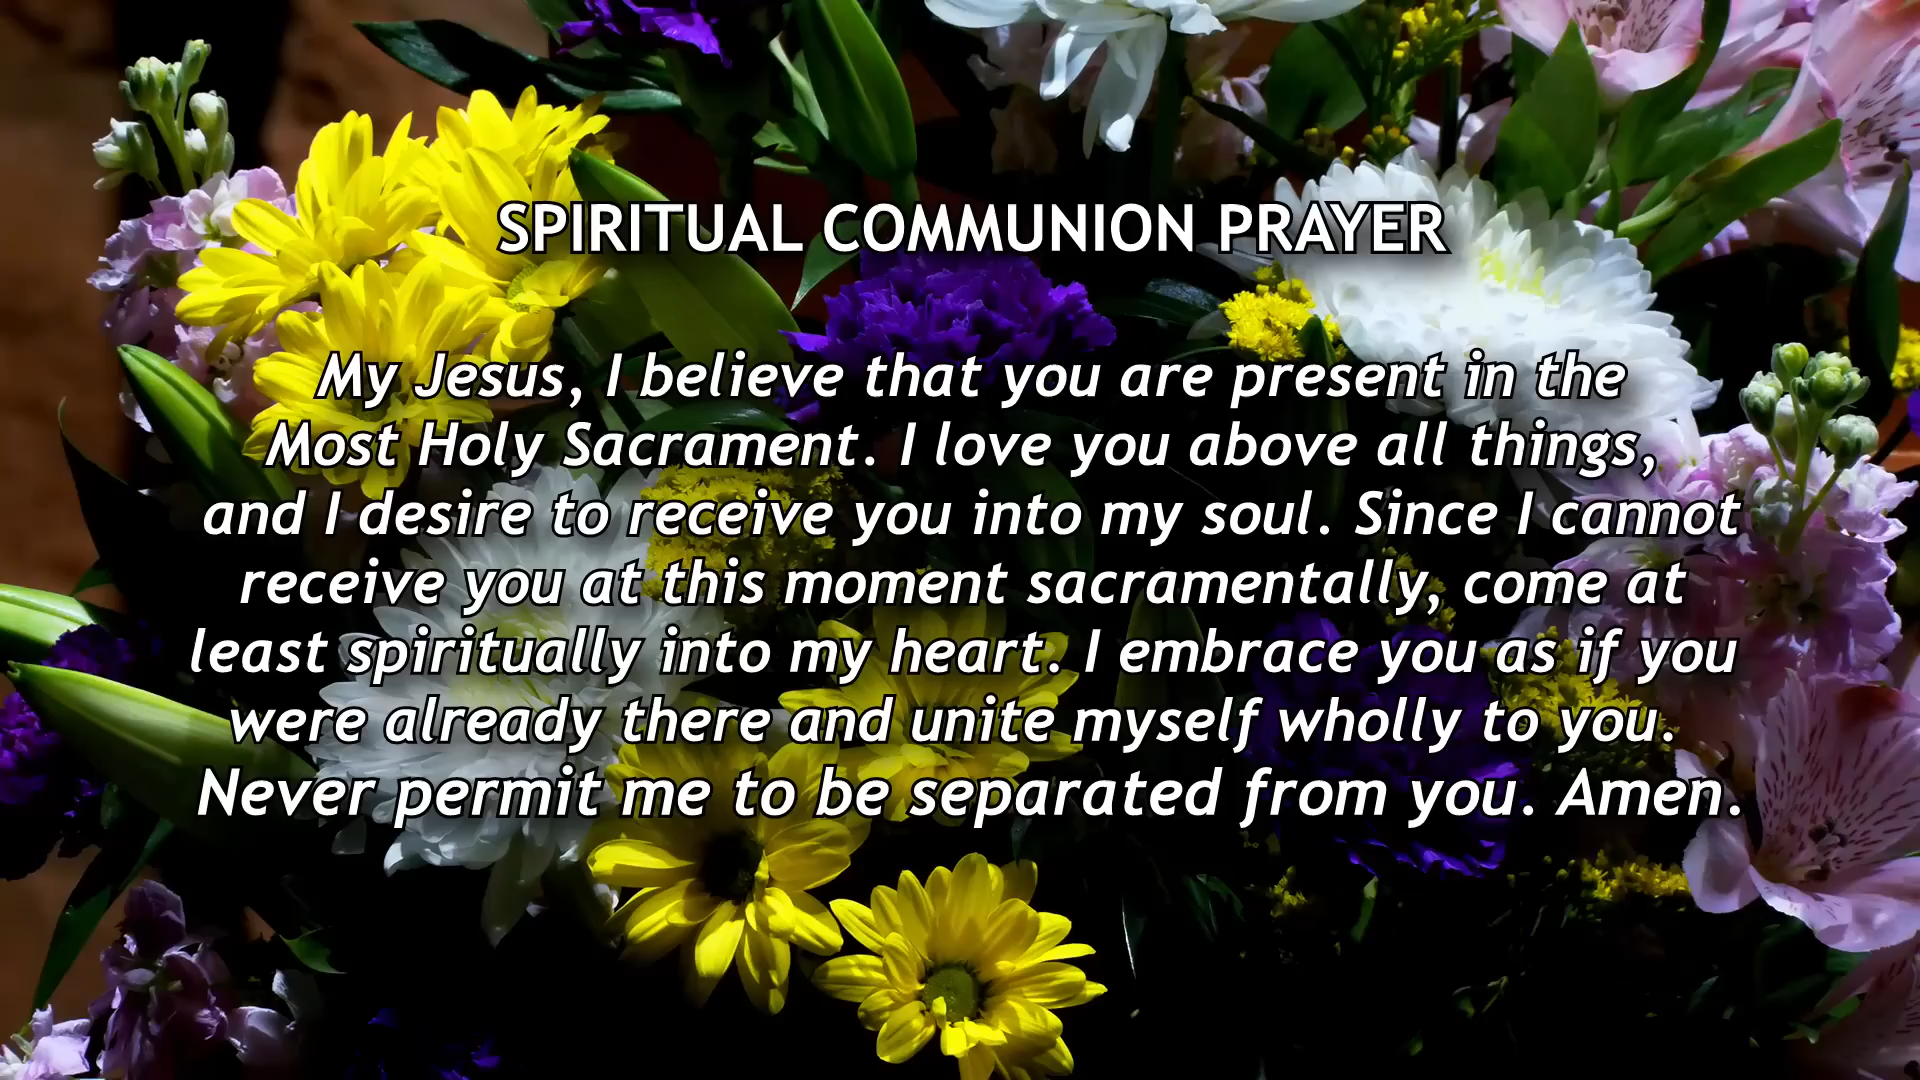 SPIRITUAL COMMUNION PRAYER
My Jesus, I believe that you are present in the
Most Holy Sacrament. I love you above all things,
and I desire to receive you into my soul. Since I cannot
receive you at this moment sacramentally, come at
least spiritually into my heart. I embrace you as if you
were already there and unite myself wholly to you.
Never permit me to be separated from you. Amen.